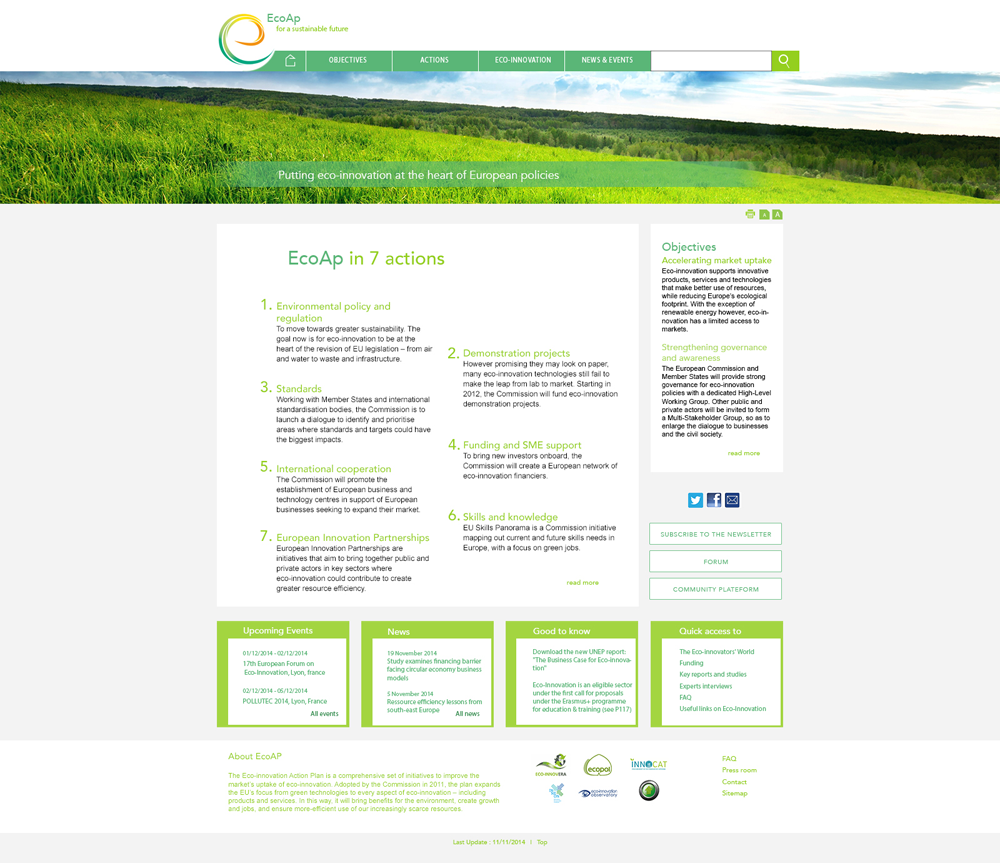 EcoAp
for a sustainable future
OBJECTIVES
ACTIONS
ECO-INNOVATION
NEWS & EVENTS
Putting eco-innovation at the heart of European policies
A
A
EcoAp in 7 actions
1. Environmental policy and
regulation
To move towards greater sustainability. The
goal now is for eco-innovation to be at the
heart of the revision of EU legislation – from air
and water to waste and infrastructure.
2. Demonstration projects
However promising they may look on paper,
many eco-innovation technologies still fail to
make the leap from lab to market. Starting in
2012, the Commission will fund eco-innovation
demonstration projects.
3. Standards
Working with Member States and international
standardisation bodies, the Commission is to
launch a dialogue to identify and prioritise
areas where standards and targets could have
the biggest impacts.
4. Funding and SME support
To bring new investors onboard, the
Commission will create a European network of
eco-innovation financiers.
5. International cooperation
The Commission will promote the
establishment of European business and
technology centres in support of European
businesses seeking to expand their market.
6. Skills and knowledge
EU Skills Panorama is a Commission initiative
mapping out current and future skills needs in
Europe, with a focus on green jobs.
7. European Innovation Partnerships
European Innovation Partnerships are
initiatives that aim to bring together public and
private actors in key sectors where
eco-innovation could contribute to create
greater resource efficiency.
read more
Objectives
Accelerating market uptake
Eco-innovation supports innovative
products, services and technologies
that make better use of resources,
while reducing Europe's ecological
footprint. With the exception of
renewable energy however, eco-in-
novation has a limited access to
markets.
Strengthening governance
and awareness
The European Commission and
Member States will provide strong
governance for eco-innovation
policies with a dedicated High-Level
Working Group. Other public and
private actors will be invited to form
a Multi-Stakeholder Group, so as to
enlarge the dialogue to businesses
and the civil society.
read more
SUBSCRIBE TO THE NEWSLETTER
FORUM
COMMUNITY PLATEFORM
Upcoming Events
01/12/2014 - 02/12/2014
17th European Forum on
Eco-Innovation, Lyon, france
02/12/2014 - 05/12/2014
POLLUTEC 2014, Lyon, France
All events
News
19 November 2014
Study examines financing barrier
facing circular economy business
models
5 November 2014
Ressource efficiency lessons from
south-east Europe
All news
Good to know
Download the new UNEP report:
"The Business Case for Eco-Innova-
tion"
Eco-Innovation is an eligible sector
under the first call for proposals
under the Erasmus+ programme
for education & training (see P117)
Quick access to
The Eco-Innovators' World
Funding
Key reports and studies
Experts interviews
FAQ
Useful links on Eco-Innovation
About EcoAP
The Eco-innovation Action Plan is a comprehensive set of initiatives to improve the
market's uptake of eco-innovation. Adopted by the Commission in 2011, the plan expands
the EU's focus from green technologies to every aspect of eco-innovation – including
products and services. In this way, it will bring benefits for the environment, create growth
and jobs, and ensure more-efficient use of our increasingly scarce resources.
ECO-INNOVERA
ecopol
INNOCAT
eco-innovation
observatory
FAQ
Press room
Contact
Sitemap
Last Update : 11/11/2014 I Top